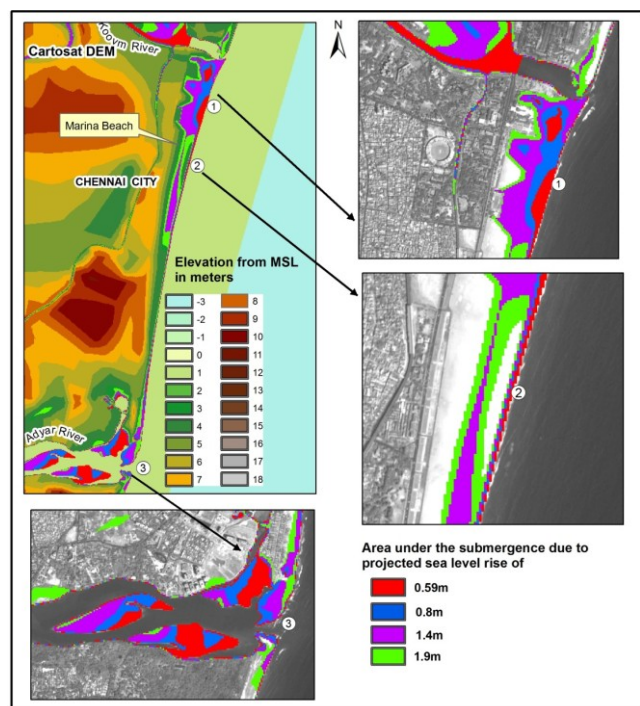 Koovm River
Cartosat DEM
N
1
Marina Beach
2
CHENNAI CITY
1
Elevation from MSL
in meters
-3 8
-2 9
-1 10
0 11
1 12
2 13
3 14
4 15
5 16
6 17
7 18
Adyar River
3
2
Area under the submergence due to
projected sea level rise of
0.59m
0.8m
1.4m
1.9m
3